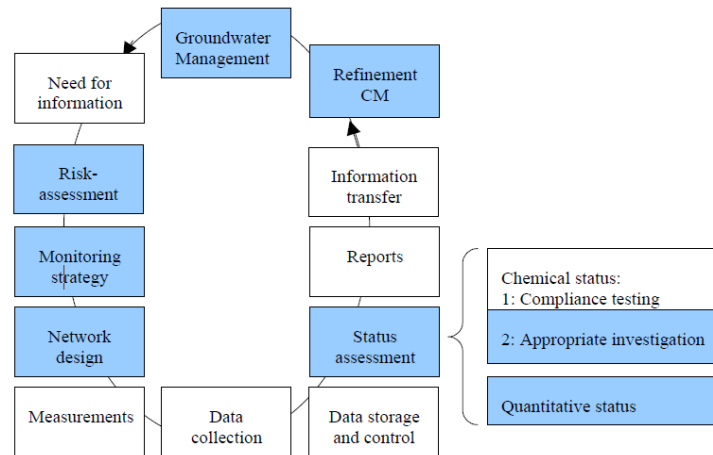 Groundwater
Management
Refinement
CM
Need for
information
Risk-
assessment
Information
transfer
Monitoring
strategy
Reports
Chemical status:
1: Compliance testing
Network
design
Status
assessment
2: Appropriate investigation
Measurements
Data
collection
Data storage
and control
Quantitative status